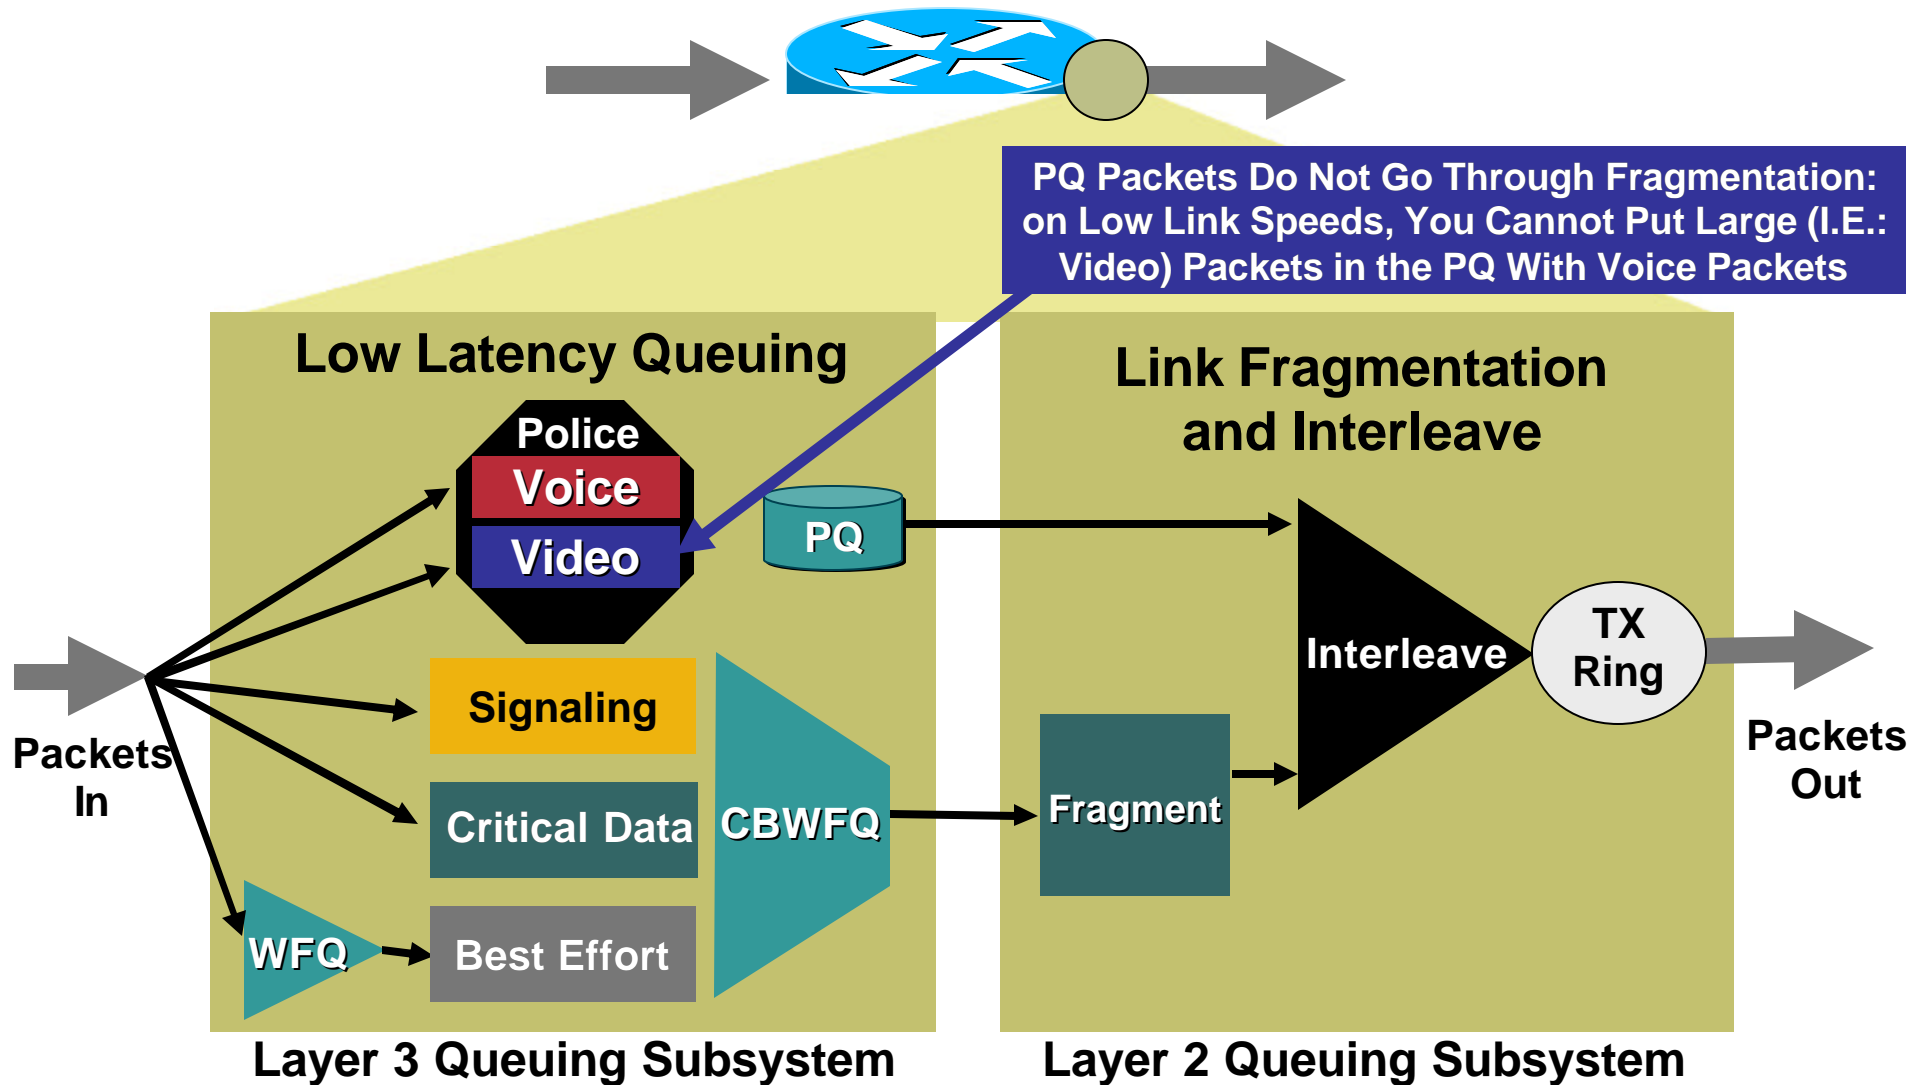 PQ Packets Do Not Go Through Fragmentation:
on Low Link Speeds, You Cannot Put Large (I.E.:
Video) Packets in the PQ With Voice Packets
Low Latency Queuing
Link Fragmentation
and Interleave
Police
Voice
Video
PQ
Interleave
TX
Ring
Signaling
Packets
In
Packets
Out
Critical Data
CBWFQ
Fragment
WFQ
Best Effort
Layer 3 Queuing Subsystem
Layer 2 Queuing Subsystem